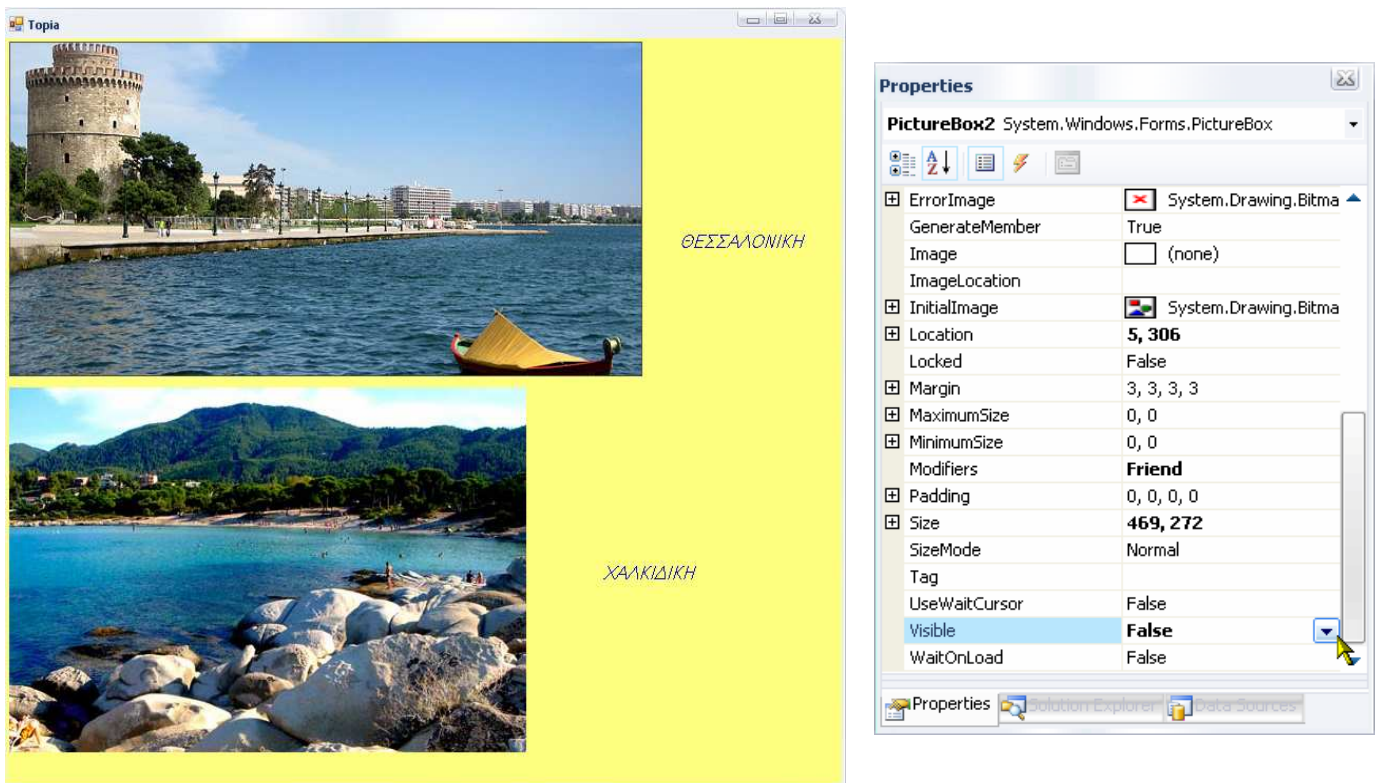 Topia
ΘΕΣΣΑΛΟΝΙΚΗ
ΧΑΛΚΙΔΙΚΗ
Properties
PictureBox2 System.Windows.Forms.PictureBox
ErrorImage System.Drawing.Bitma
GenerateMember True
Image (none)
ImageLocation
InitialImage System.Drawing.Bitma
Location 5, 306
Locked False
Margin 3, 3, 3, 3
MaximumSize 0, 0
MinimumSize 0, 0
Modifiers Friend
Padding 0, 0, 0, 0
Size 469, 272
SizeMode Normal
Tag
UseWaitCursor False
Visible False
WaitOnLoad False
Properties Solution Explorer Data Sources